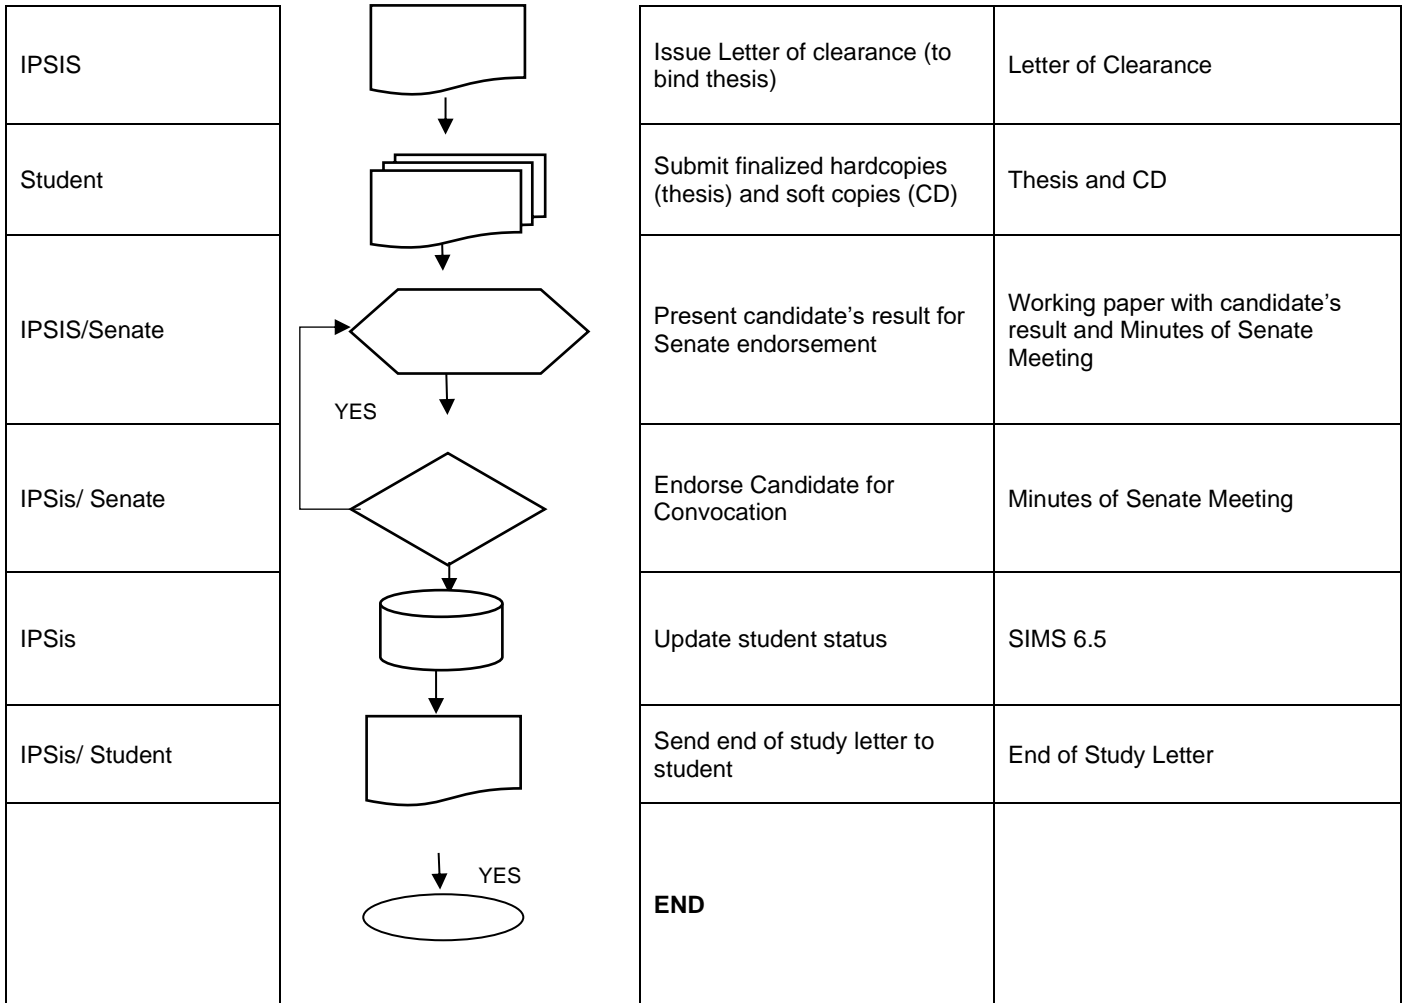 IPSIS
Issue Letter of clearance (to
bind thesis)
Letter of Clearance
Student
Submit finalized hardcopies
(thesis) and soft copies (CD)
Thesis and CD
IPSIS/Senate
Present candidate’s result for
Senate endorsement
Working paper with candidate’s
result and Minutes of Senate
Meeting
YES
IPSis/ Senate
Endorse Candidate for
Convocation
Minutes of Senate Meeting
IPSis
Update student status
SIMS 6.5
IPSis/ Student
Send end of study letter to
student
End of Study Letter
YES
END